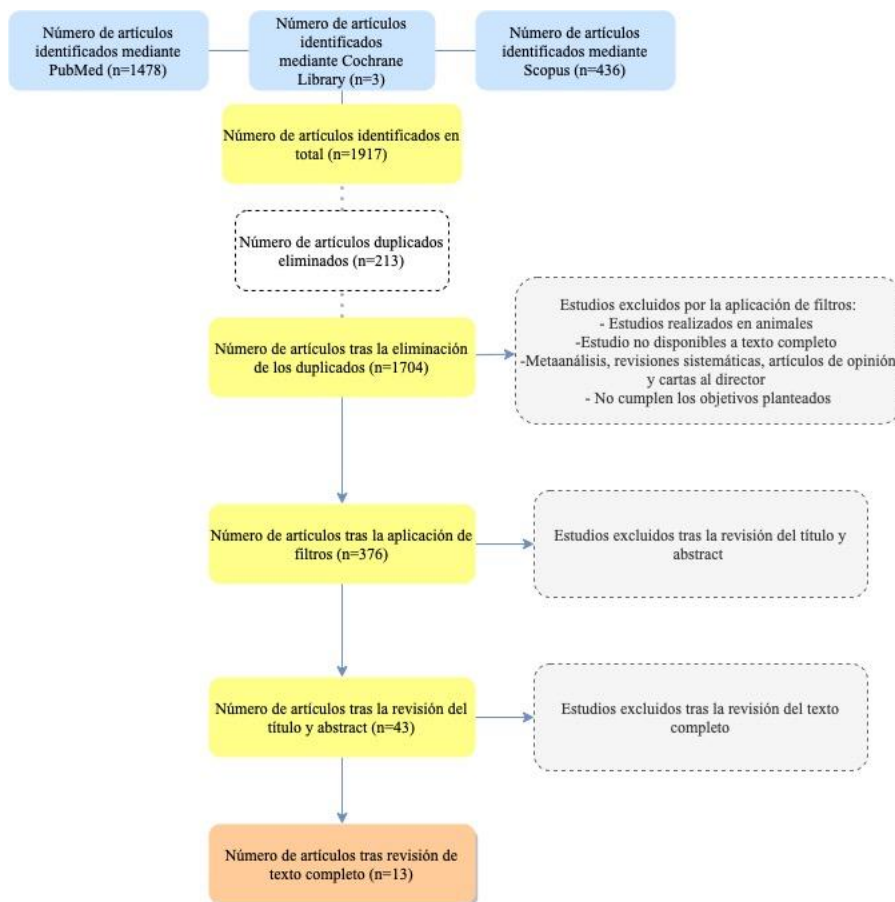 Número de artículos
identificados mediante
PubMed (n=1478)
Número de artículos
identificados
mediante Cochrane
Library (n=3)
Número de artículos
identificados mediante
Scopus (n=436)
Número de artículos identificados en
total (n=1917)
Número de artículos duplicados
eliminados (n=213)
Número de artículos tras la eliminación
de los duplicados (n=1704)
Estudios excluidos por la aplicación de filtros:
- Estudios realizados en animales
-Estudio no disponibles a texto completo
-Metaanálisis, revisiones sistemáticas, artículos de opinión
y cartas al director
- No cumplen los objetivos planteados
Número de artículos tras la aplicación de
filtros (n=376)
Estudios excluidos tras la revisión del título y
abstract
Número de artículos tras la revisión del
título y abstract (n=43)
Estudios excluidos tras la revisión del texto
completo
Número de artículos tras revisión de
texto completo (n=13)